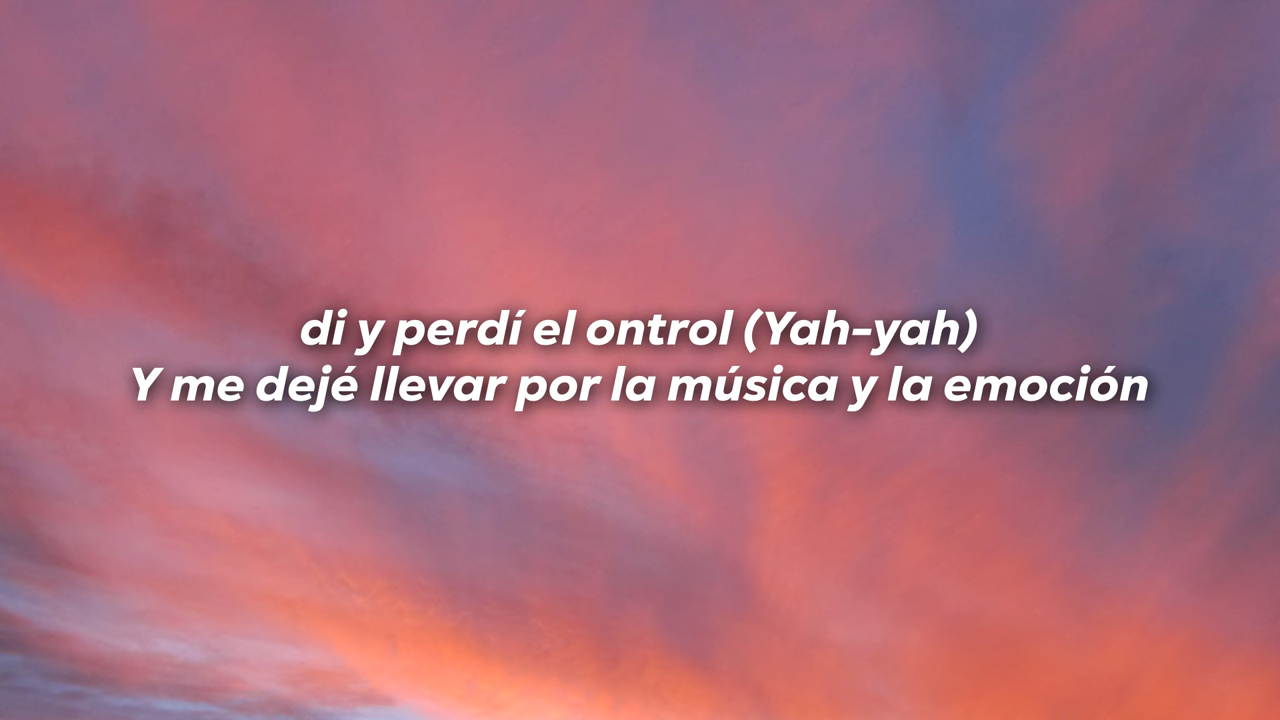 di y perdí el ontrol (Yah-yah)
Y me dejé llevar por la música y la emoción